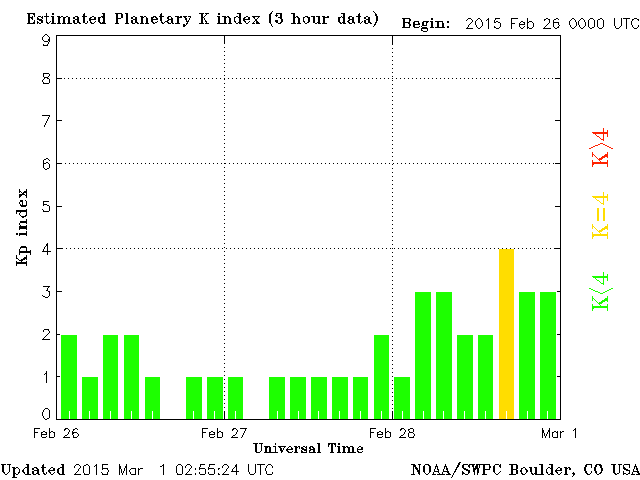 Estimated Planetary K index (3 hour data)
Begin: 2015 Feb 26 0000 UTC
9
8
7
6
5
4
3
2
1
0
Kp index
K>4
K=4
K<4
Feb 26
Feb 27
Feb 28
Mar 1
Universal Time
Updated 2015 Mar 1 02:55:24 UTC
NOAA/SWPC Boulder, CO USA